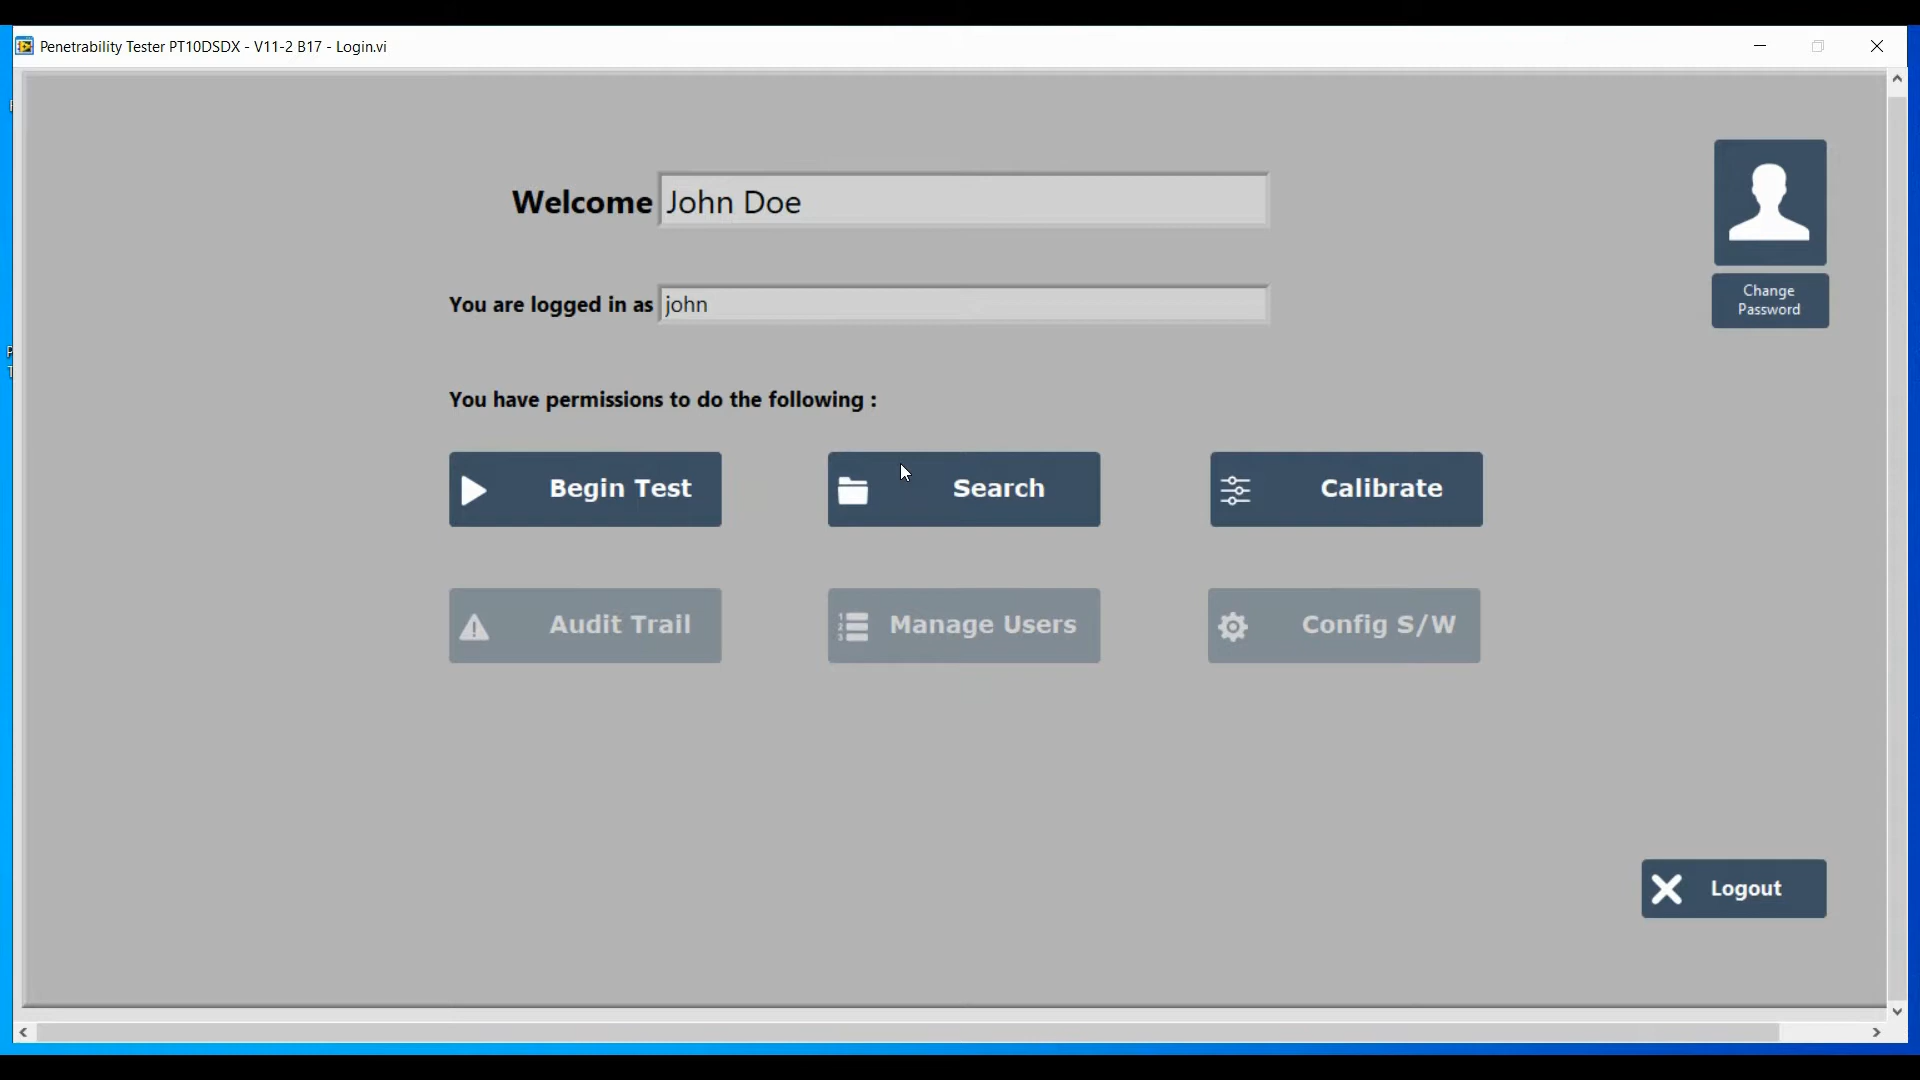 Penetrability Tester PT10DSDX - V11-2 B17 - Login.vi
Welcome John Doe
You are logged in as john
Change
Password
You have permissions to do the following :
Begin Test
Search
Calibrate
Audit Trail
Manage Users
Config S/W
Logout